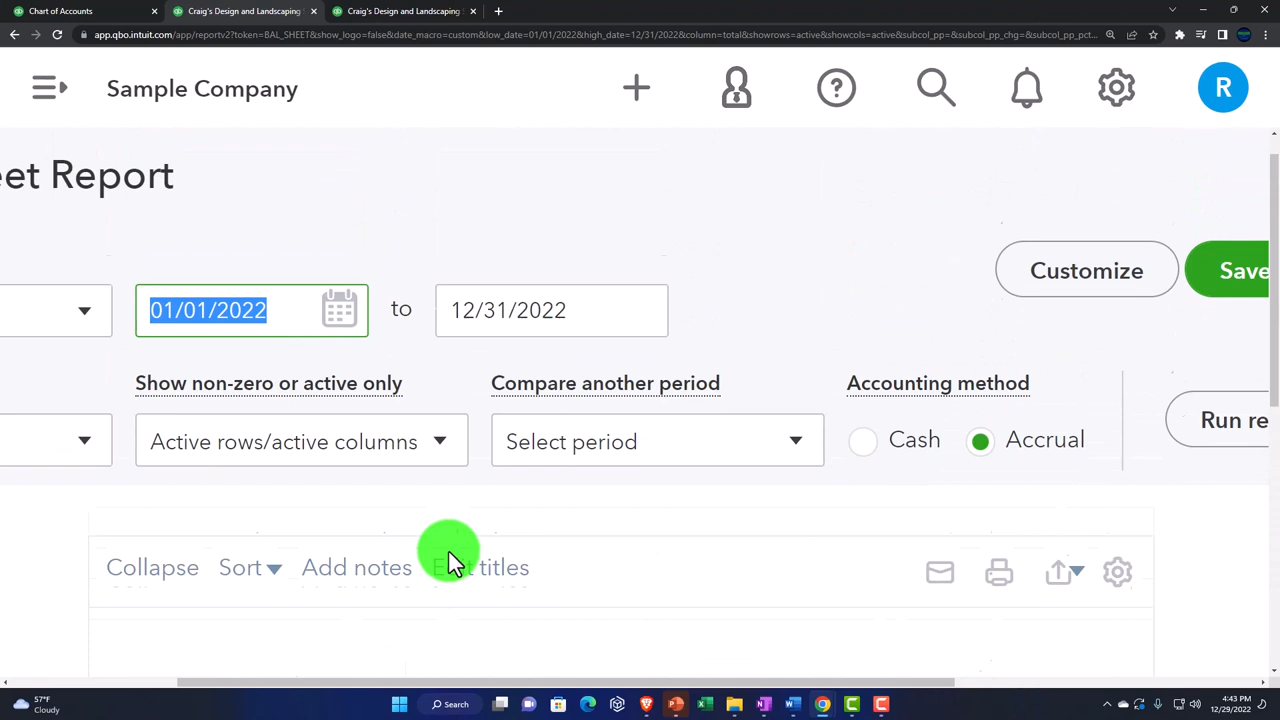 Chart of Accounts
Craig's Design and Landscaping
Craig's Design and Landscaping
app.qbo.intuit.com/app/reportv2?token=BAL_SHEET&show_logo=false&date_macro=custom&low_date=01/01/2022&high_date=12/31/2022&column=total&showrows=active&showcols=active&subcol_pp=&subcol_pp_chg=&subcol_pp_pct...
Sample Company
R
eet Report
Customize
Save
01/01/2022
to
12/31/2022
Show non-zero or active only
Compare another period
Accounting method
Active rows/active columns
Select period
Cash
Accrual
Run re
Collapse
Sort
Add notes
titles
57°F
Cloudy
Search
4:43 PM
12/29/2022